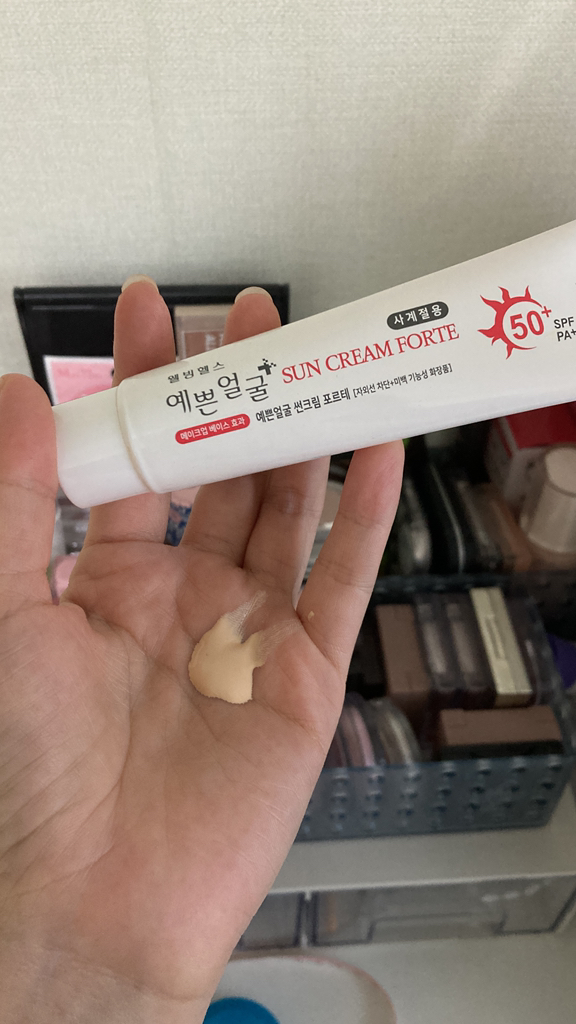 사계절용
웰빙헬스
예쁜얼굴
SUN CREAM FORTE
50+
SPF
PA+
메이크업 베이스 효과
예쁜얼굴 썬크림 포르테 [자외선 차단+미백 기능성 화장품]